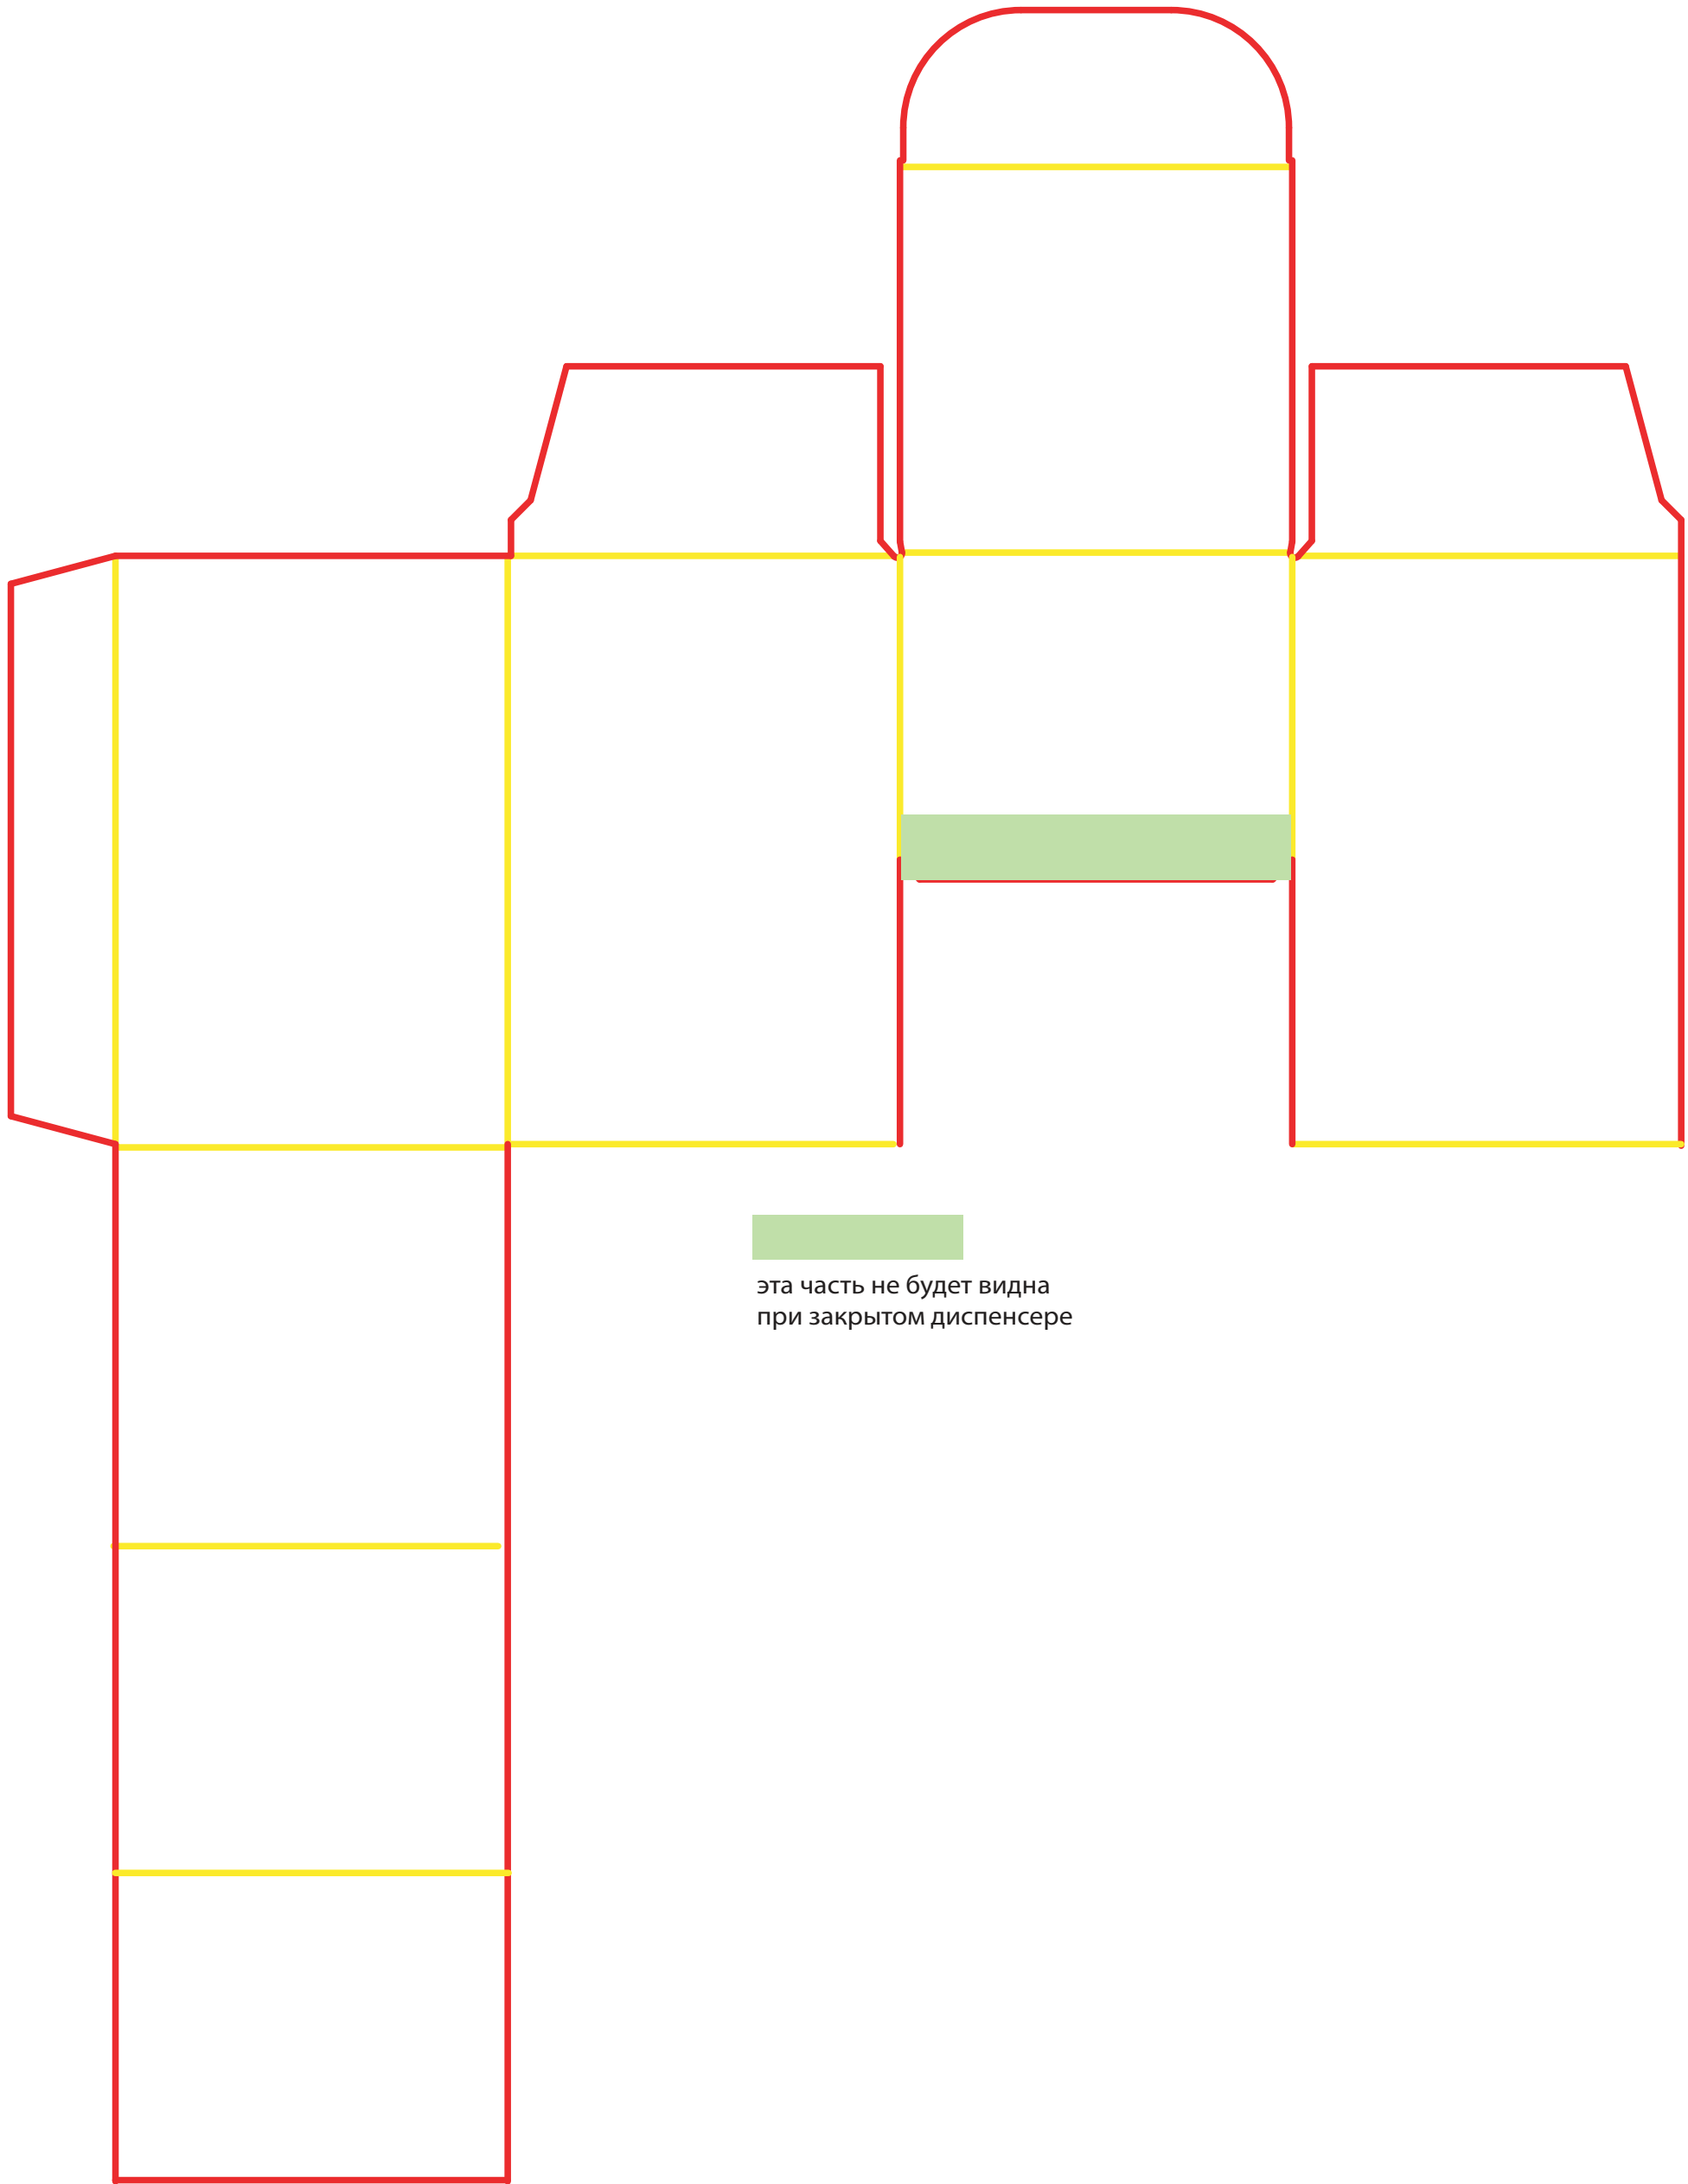 эта часть не будет видна
при закрытом диспенсере